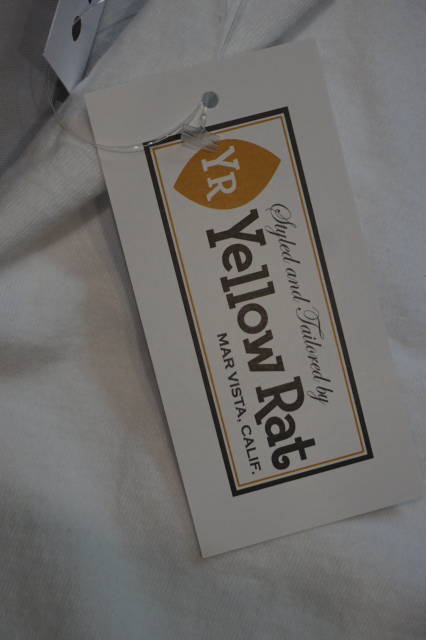 YR
Styled and Tailored by
Yellow Rat
MAR VISTA, CALIF.